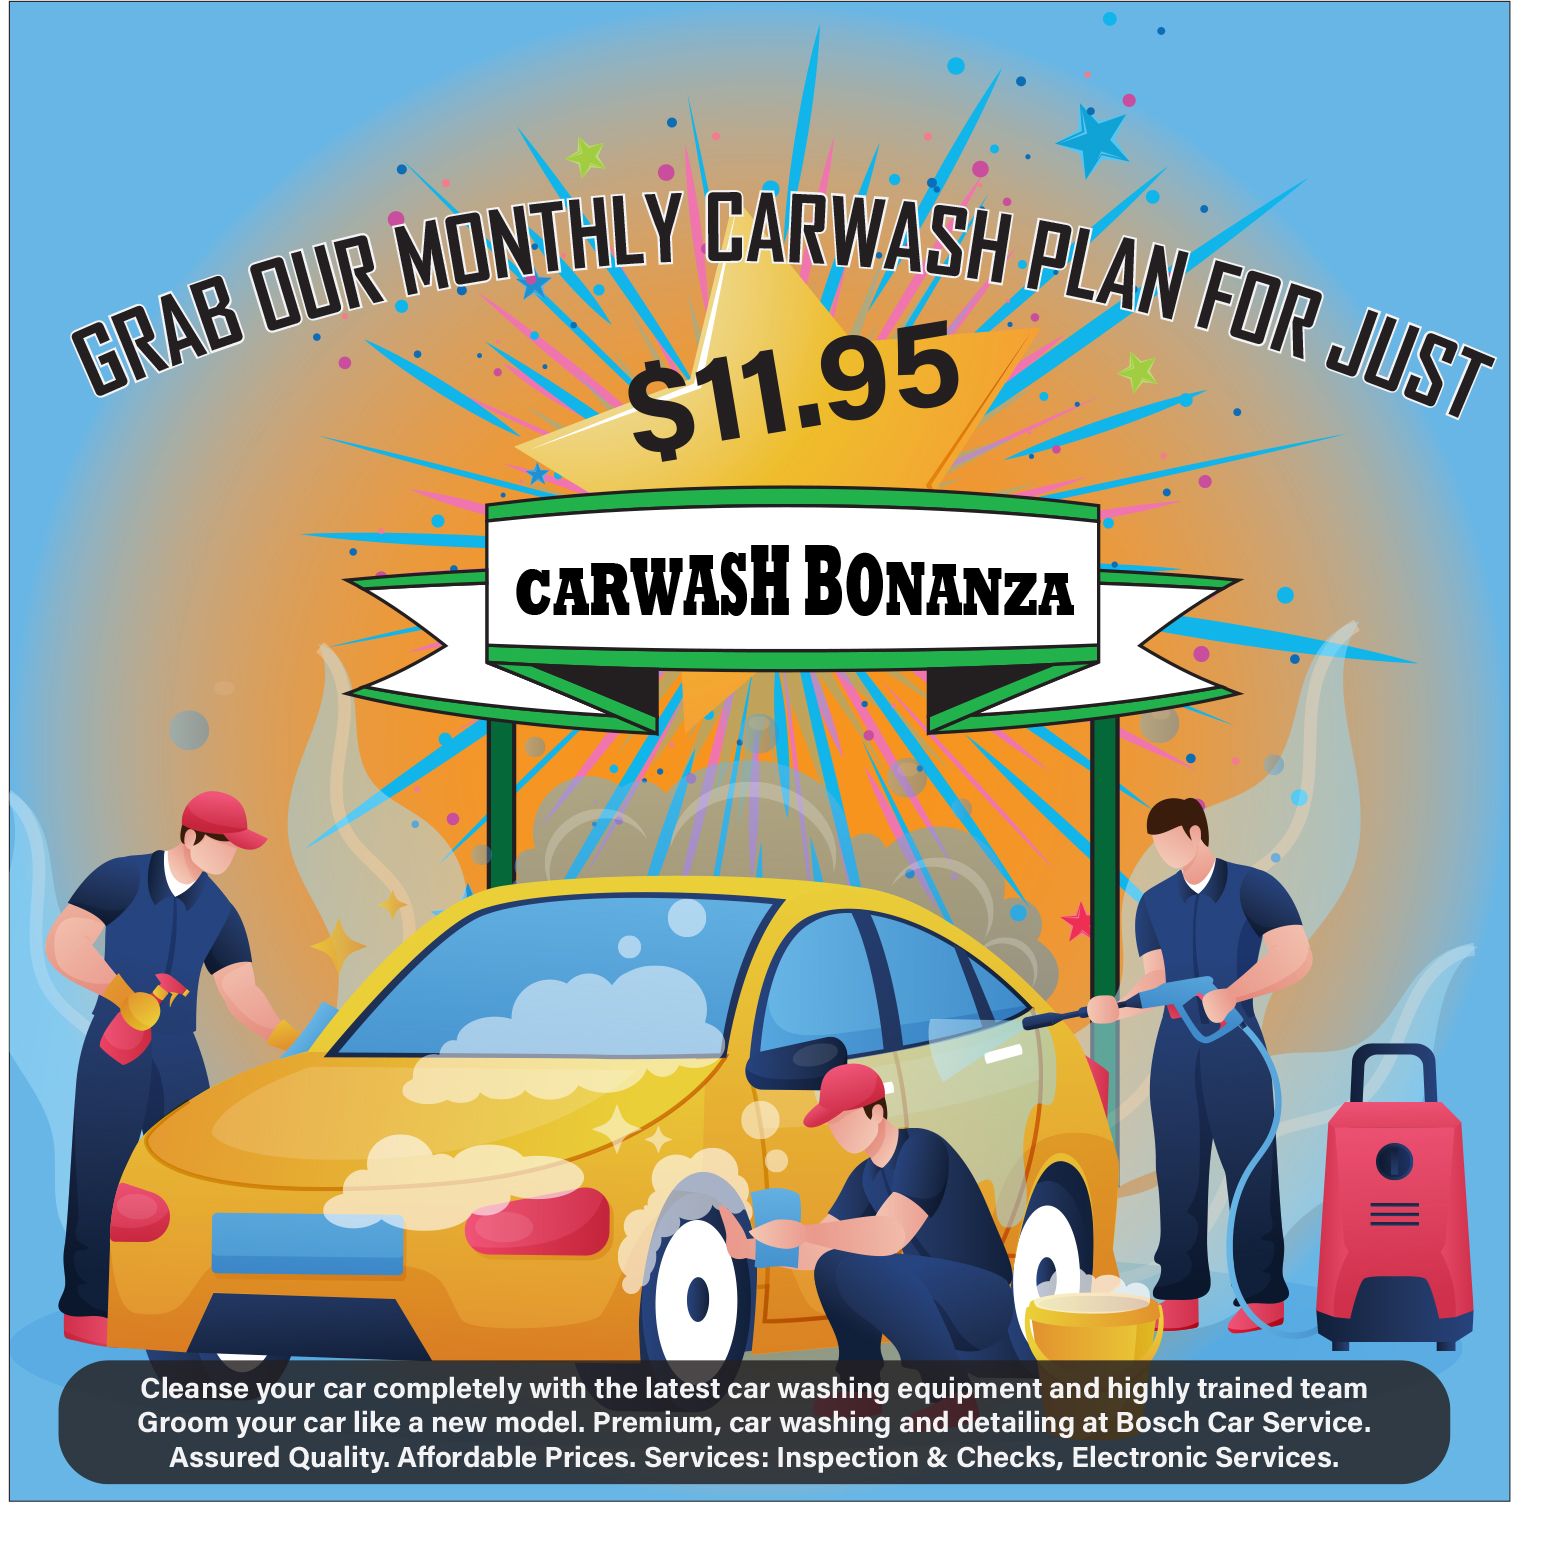 GRAB OUR MONTHLY CARWASH PLAN FOR JUST
$11.95
CARWASH BONANZA
Cleanse your car completely with the latest car washing equipment and highly trained team
Groom your car like a new model. Premium, car washing and detailing at Bosch Car Service.
Assured Quality. Affordable Prices. Services: Inspection & Checks, Electronic Services.